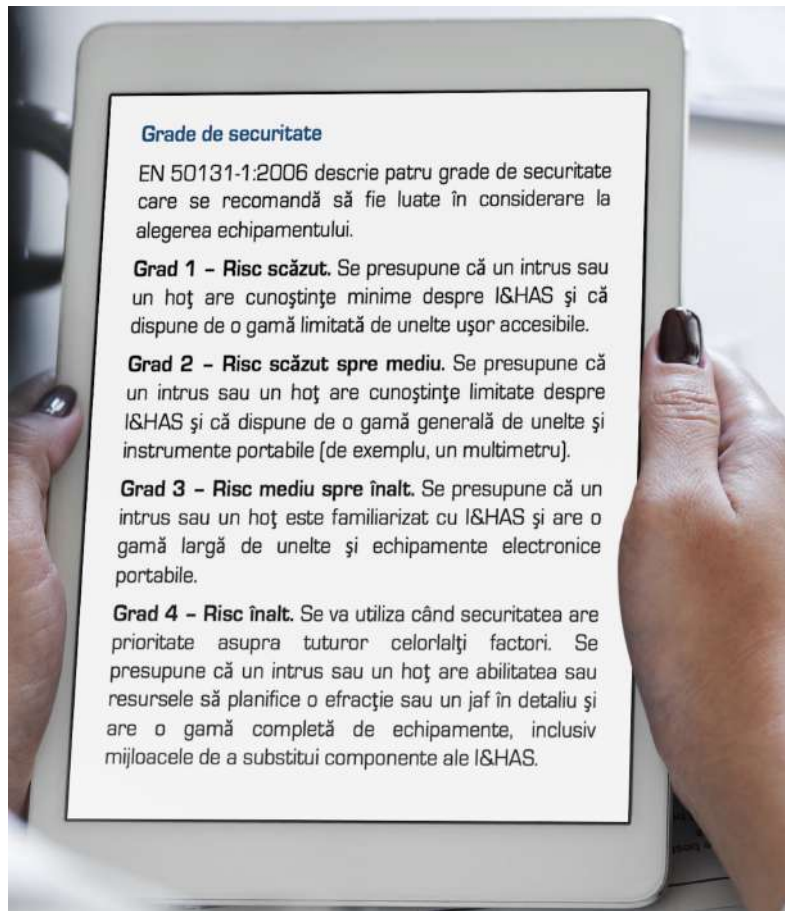 Grade de securitate
EN 50131-1:2006 descrie patru grade de securitate
care se recomandă să fie luate în considerare la
alegerea echipamentului.
Grad 1 – Risc scăzut. Se presupune că un intrus sau
un hoţ are cunoştinţe minime despre I&HAS şi că
dispune de o gamă limitată de unelte uşor accesibile.
Grad 2 – Risc scăzut spre mediu. Se presupune că
un intrus sau un hoţ are cunoştinţe limitate despre
I&HAS şi că dispune de o gamă generală de unelte şi
instrumente portabile (de exemplu, un multimetru).
Grad 3 – Risc mediu spre înalt. Se presupune că un
intrus sau un hoţ este familiarizat cu I&HAS şi are o
gamă largă de unelte şi echipamente electronice
portabile.
Grad 4 – Risc înalt. Se va utiliza când securitatea are
prioritate asupra tuturor celorlalţi factori. Se
presupune că un intrus sau un hoţ are abilitatea sau
resursele să planifice o efracţie sau un jaf în detaliu şi
are o gamă completă de echipamente, inclusiv
mijloacele de a substitui componente ale I&HAS.